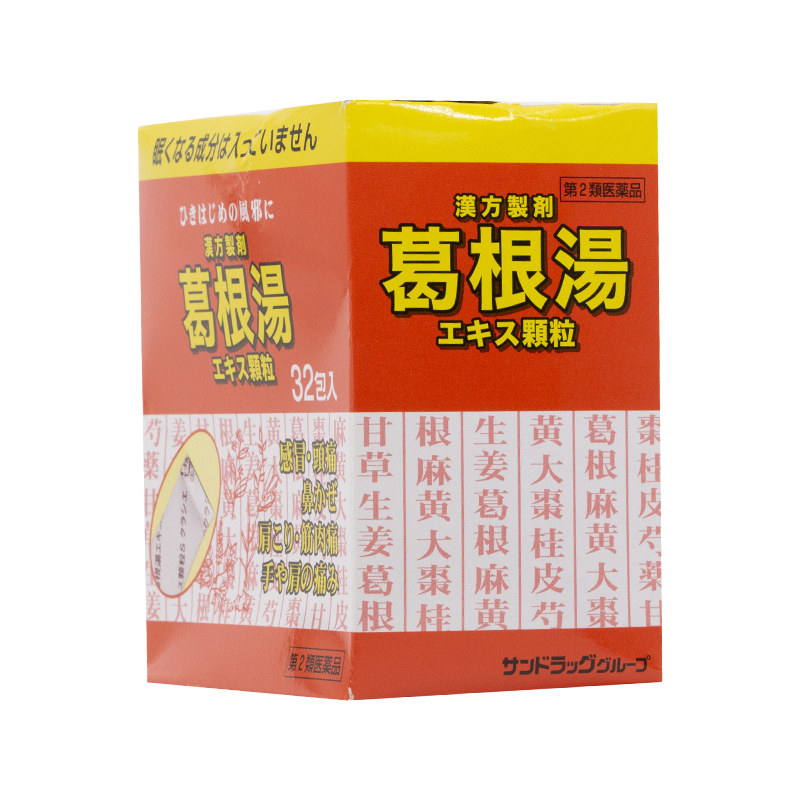 眠くなる成分は入っていません
ひきはじめの風邪に
漢方製剤
葛根湯
エキス顆粒
32包入
感冒・頭痛
鼻かぜ
肩こり・筋肉痛
手や肩の痛み
第2類医薬品
第2類医薬品
漢方製剤
葛根湯
エキス顆粒
甘草生姜葛根
根麻黄大棗桂
生姜葛根麻黄
黄大棗桂皮芍
葛根麻黄大棗
棗桂皮芍薬甘
サンドラッググループ